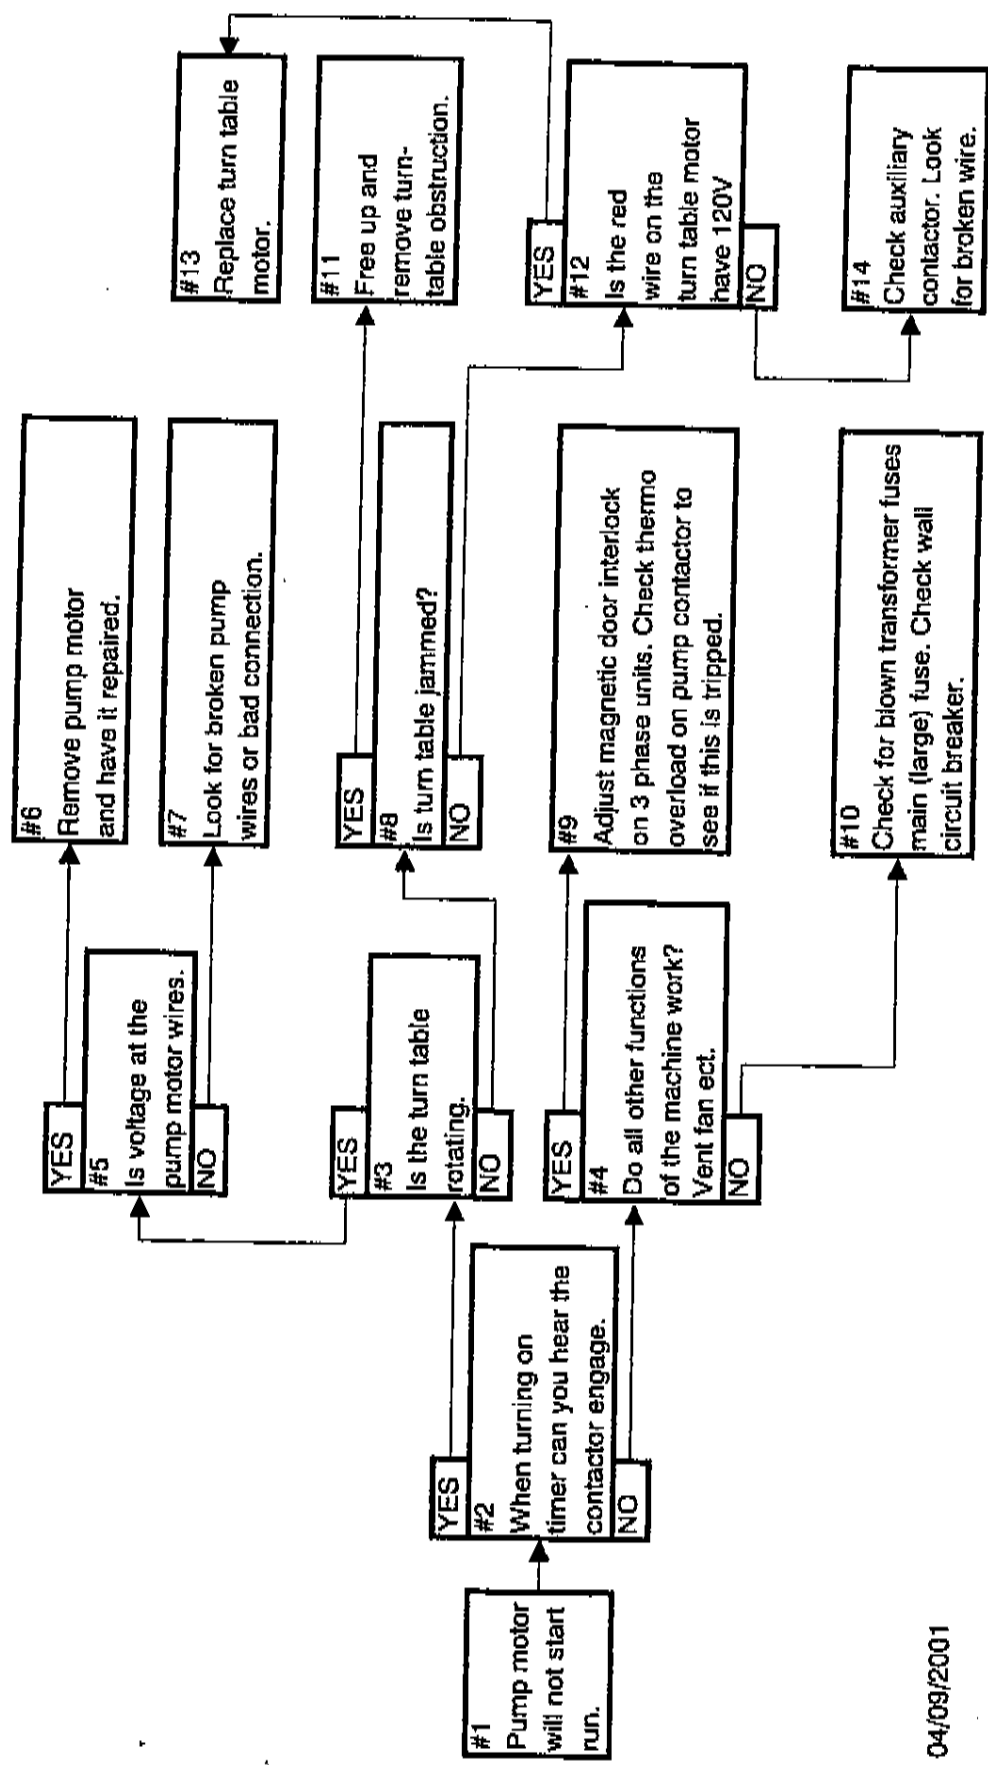 #1
Pump motor
will not start
run.
YES
#2
When turning on
timer can you hear the
contactor engage.
NO
YES
#3
Is the turn table
rotating.
NO
YES
#4
Do all other functions
of the machine work?
Vent fan ect.
NO
YES
#5
Is voltage at the
pump motor wires.
NO
#6
Remove pump motor
and have it repaired.
#7
Look for broken pump
wires or bad connection.
YES
#8
Is turn table jammed?
NO
#9
Adjust magnetic door interlock
on 3 phase units. Check thermo
overload on pump contactor to
see if this is tripped.
#10
Check for blown transformer fuses
main (large) fuse. Check wall
circuit breaker.
#11
Free up and
remove turn-
table obstruction.
YES
#12
Is the red
wire on the
turn table motor
have 120V
NO
#13
Replace turn table
motor.
#14
Check auxiliary
contactor. Look
for broken wire.
04/09/2001